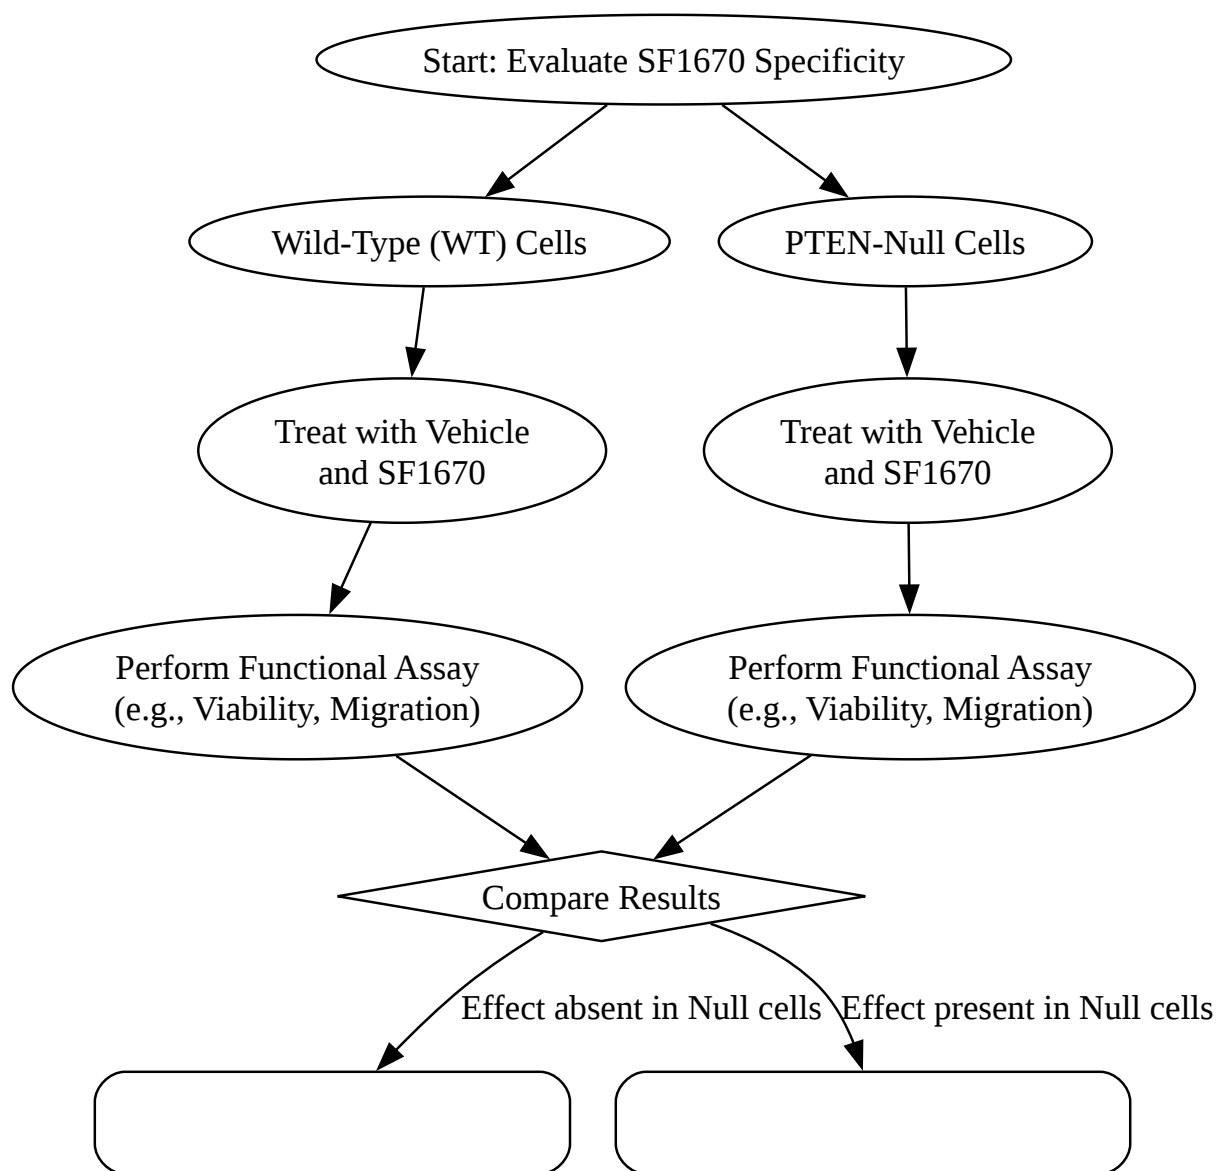 Start: Evaluate SF1670 Specificity
Wild-Type (WT) Cells
PTEN-Null Cells
Treat with Vehicle
and SF1670
Treat with Vehicle
and SF1670
Perform Functional Assay
(e.g., Viability, Migration)
Perform Functional Assay
(e.g., Viability, Migration)
Compare Results
Effect absent in Null cells
Effect present in Null cells